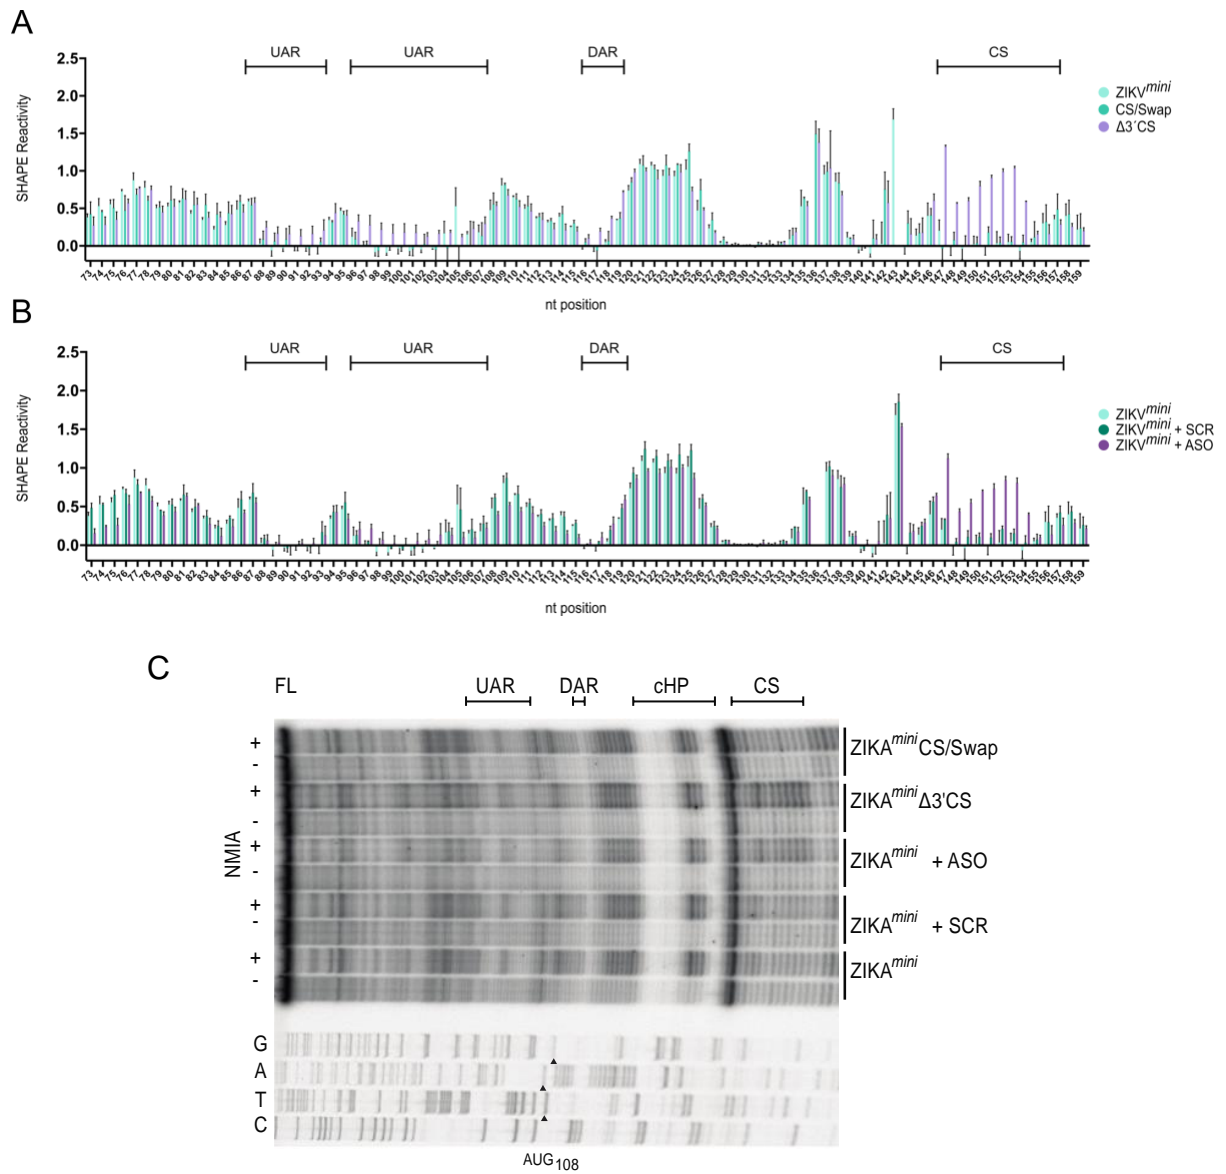 A
UAR UAR DAR CS
2.5
2.0
1.5
1.0
0.5
0.0
SHAPE Reactivity
ZIKVmini
CS/Swap
Δ3´CS
73 74 75 76 77 78 79 80 81 82 83 84 85 86 87 88 89 90 91 92 93 94 95 96 97 98 99 100 101 102 103 104 105 106 107 108 109 110 111 112 113 114 115 116 117 118 119 120 121 122 123 124 125 126 127 128 129 130 131 132 133 134 135 136 137 138 139 140 141 142 143 144 145 146 147 148 149 150 151 152 153 154 155 156 157 158 159
nt position
B
UAR UAR DAR CS
2.5
2.0
1.5
1.0
0.5
0.0
SHAPE Reactivity
ZIKVmini
ZIKVmini + SCR
ZIKVmini + ASO
73 74 75 76 77 78 79 80 81 82 83 84 85 86 87 88 89 90 91 92 93 94 95 96 97 98 99 100 101 102 103 104 105 106 107 108 109 110 111 112 113 114 115 116 117 118 119 120 121 122 123 124 125 126 127 128 129 130 131 132 133 134 135 136 137 138 139 140 141 142 143 144 145 146 147 148 149 150 151 152 153 154 155 156 157 158 159
nt position
C
FL UAR DAR cHP CS
NMIA
+
-
ZIKAmini CS/Swap
+
-
ZIKAmini Δ3'CS
+
-
ZIKAmini + ASO
+
-
ZIKAmini + SCR
+
-
ZIKAmini
G
A
T
C
AUG108